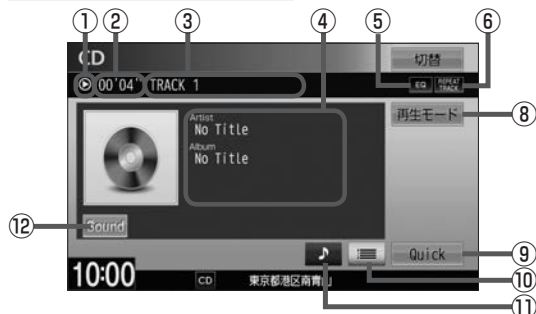 ① ② ③ ④ ⑤ ⑥
CD 切替
00'04" TRACK 1 EQ REPEAT TRACK
Artist
No Title
Album
No Title
再生モード ⑧
⑫ Sound
Quick ⑨
⑩
10:00 CD 東京都港区南青山
⑪